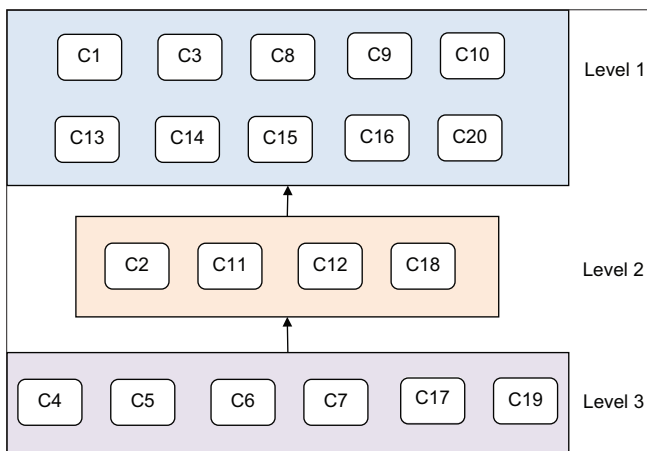 C1 C3 C8 C9 C10
Level 1
C13 C14 C15 C16 C20
C2 C11 C12 C18
Level 2
C4 C5 C6 C7 C17 C19
Level 3